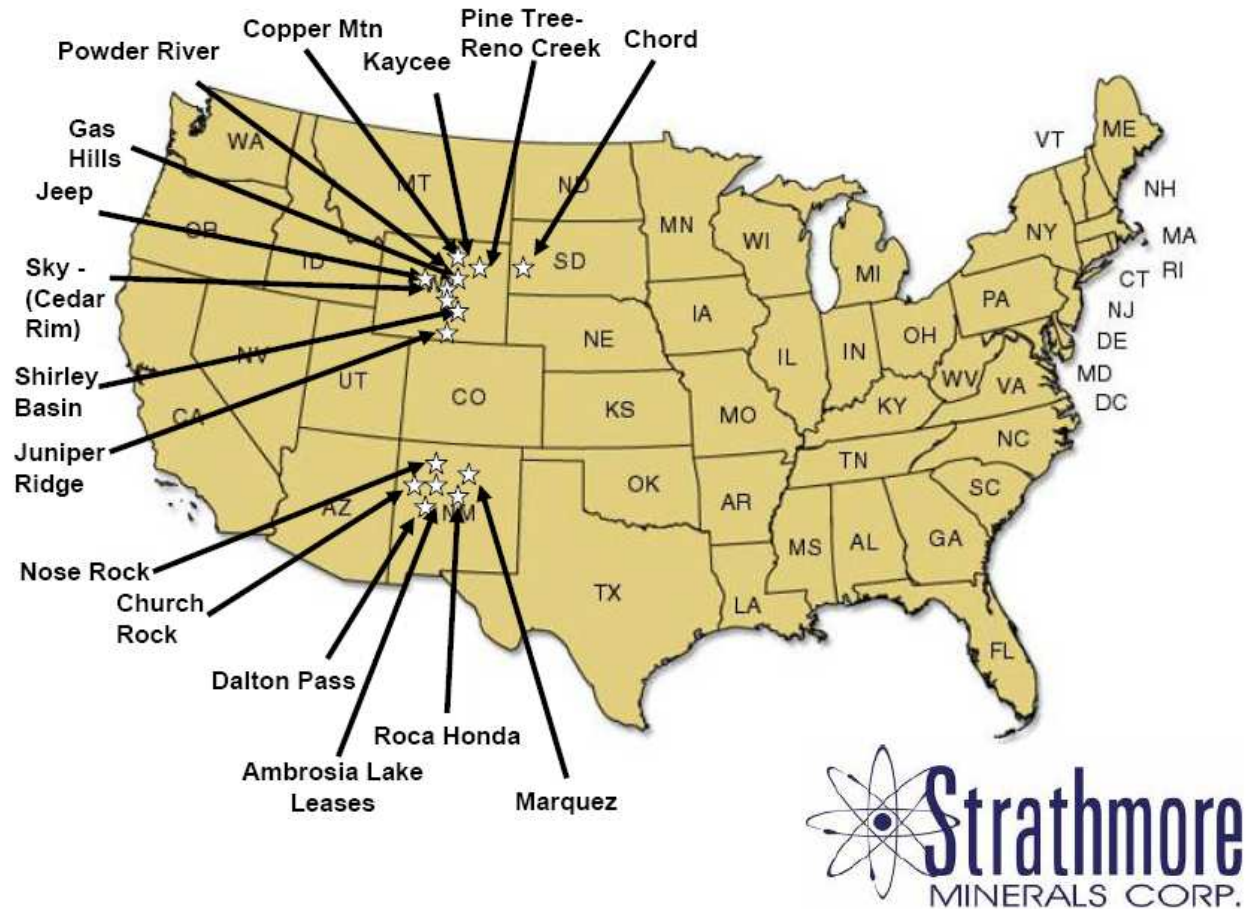 Pine Tree-
Reno Creek
Copper Mtn
Chord
Powder River
Kaycee
Gas
Hills
Jeep
Sky -
(Cedar
Rim)
Shirley
Basin
Juniper
Ridge
Nose Rock
Church
Rock
Dalton Pass
Roca Honda
Ambrosia Lake
Leases
Marquez
WA
MT
ND
MN
VT
ME
OR
ID
SD
WI
MI
NY
NH
MA
RI
CT
NJ
DE
MD
DC
NV
UT
NE
IA
PA
IL
IN
OH
WV
VA
CA
CO
KS
MO
KY
NC
TN
AZ
NM
OK
AR
SC
MS
AL
GA
TX
LA
FL
Strathmore
MINERALS CORP.